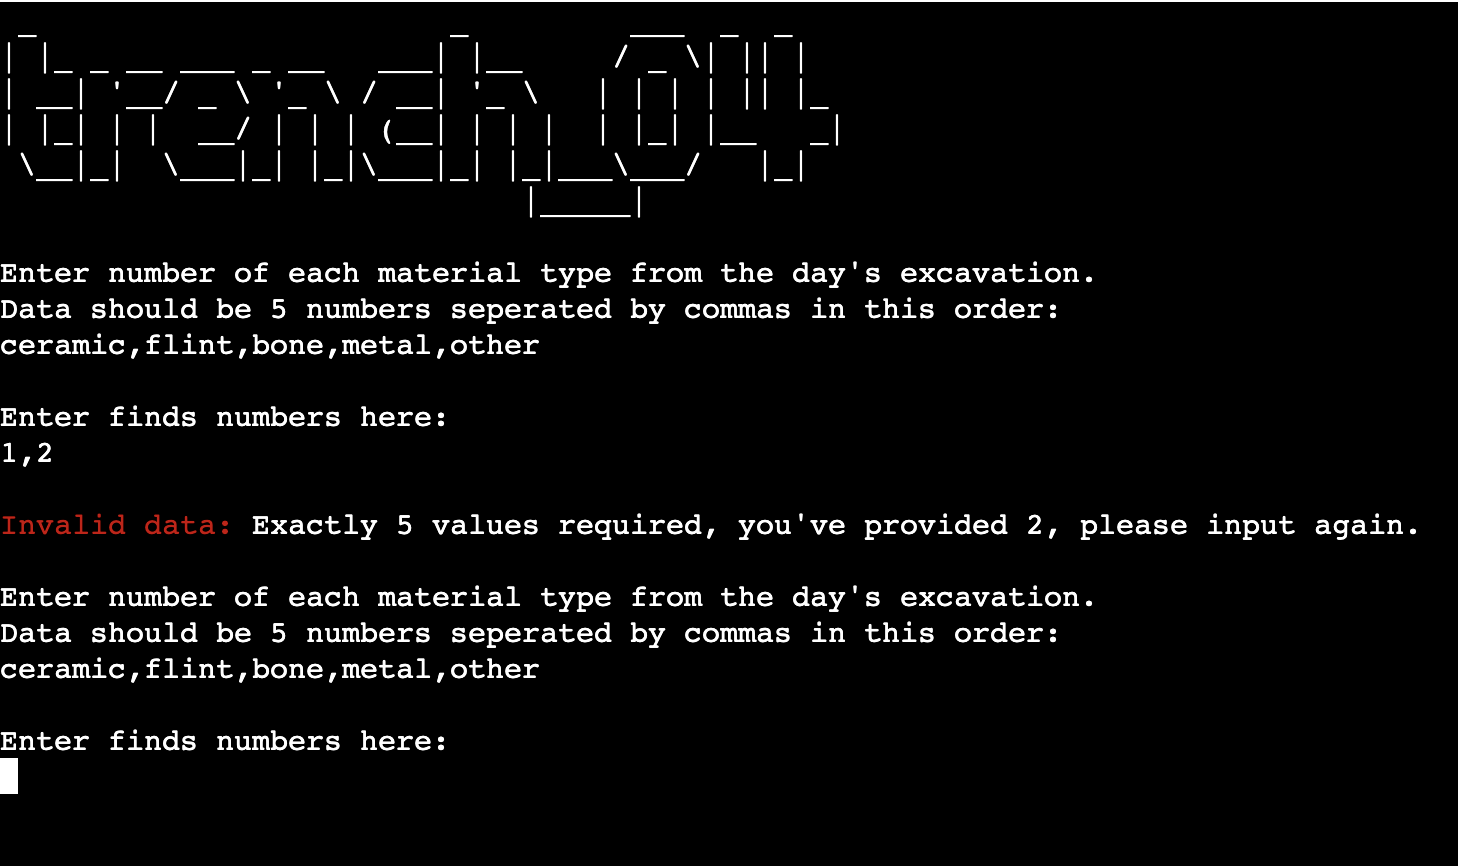 trench_04
Enter number of each material type from the day's excavation.
Data should be 5 numbers seperated by commas in this order:
ceramic,flint,bone,metal,other
Enter finds numbers here:
1,2
Invalid data: Exactly 5 values required, you've provided 2, please input again.
Enter number of each material type from the day's excavation.
Data should be 5 numbers seperated by commas in this order:
ceramic,flint,bone,metal,other
Enter finds numbers here: